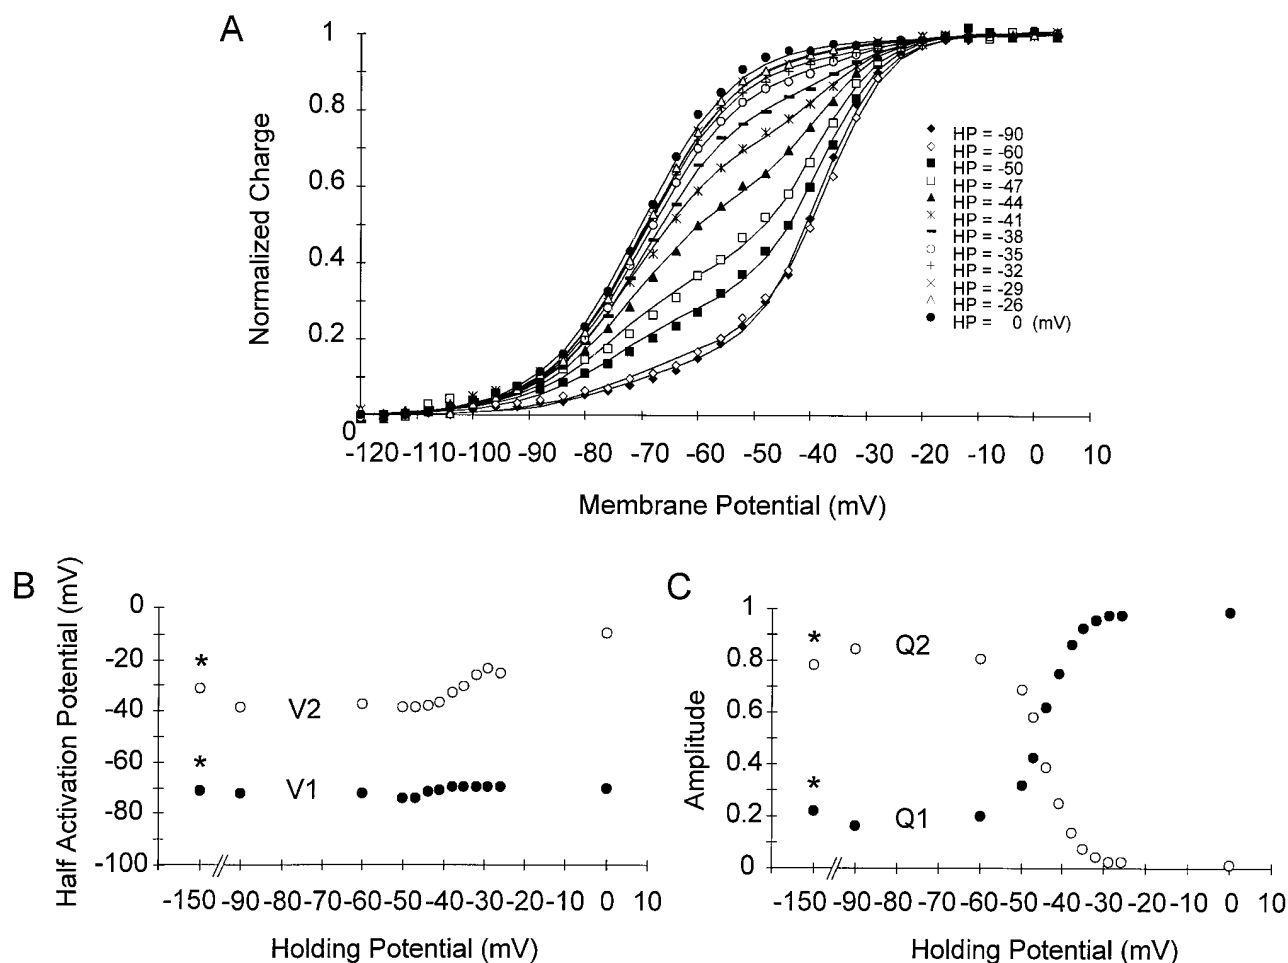 A
1
0.8
0.6
0.4
0.2
0
Normalized Charge
-120 -100 -90 -80 -70 -60 -50 -40 -30 -20 -10 0 10
Membrane Potential (mV)
HP = -90
HP = -60
HP = -50
HP = -47
HP = -44
HP = -41
HP = -38
HP = -35
HP = -32
HP = -29
HP = -26
HP = 0 (mV)
B
Half Activation Potential (mV)
0
-20
-40
-60
-80
-100
*
V2
*
V1
-150 -90 -80 -70 -60 -50 -40 -30 -20 -10 0 10
Holding Potential (mV)
C
Amplitude
1
0.8
0.6
0.4
0.2
0
*
Q2
*
Q1
-150 -90 -80 -70 -60 -50 -40 -30 -20 -10 0 10
Holding Potential (mV)